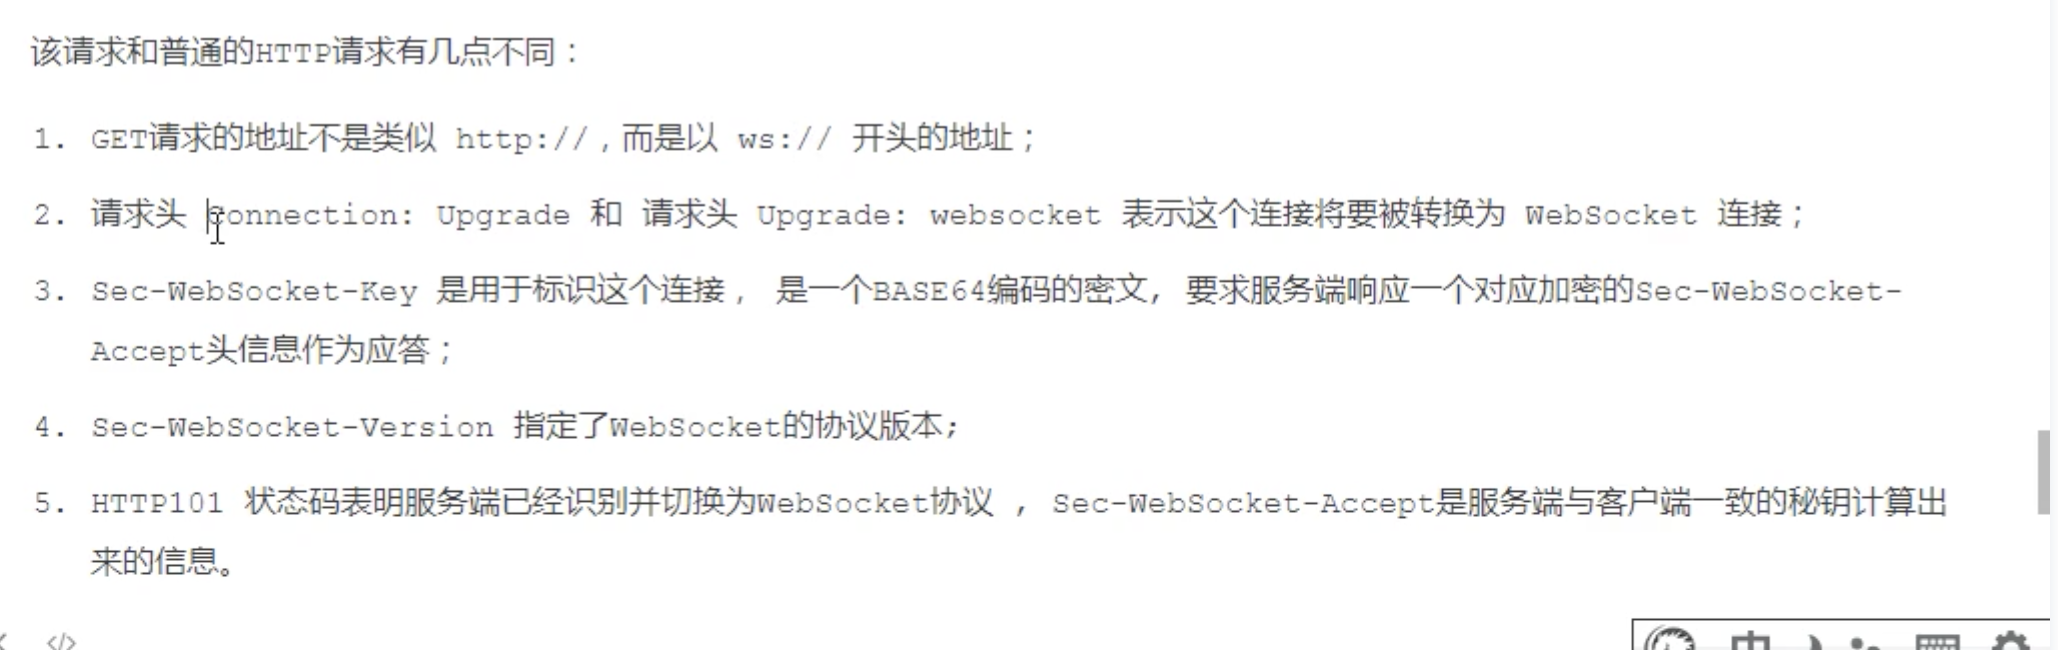 该请求和普通的HTTP请求有几点不同：
1. GET请求的地址不是类似 http://，而是以 ws:// 开头的地址；
2. 请求头 Connection: Upgrade 和 请求头 Upgrade: websocket 表示这个连接将要被转换为 WebSocket 连接；
3. Sec-WebSocket-Key 是用于标识这个连接， 是一个BASE64编码的密文, 要求服务端响应一个对应加密的Sec-WebSocket-
Accept头信息作为应答；
4. Sec-WebSocket-Version 指定了WebSocket的协议版本;
5. HTTP101 状态码表明服务端已经识别并切换为WebSocket协议 , Sec-WebSocket-Accept是服务端与客户端一致的秘钥计算出
来的信息。
<//>
中